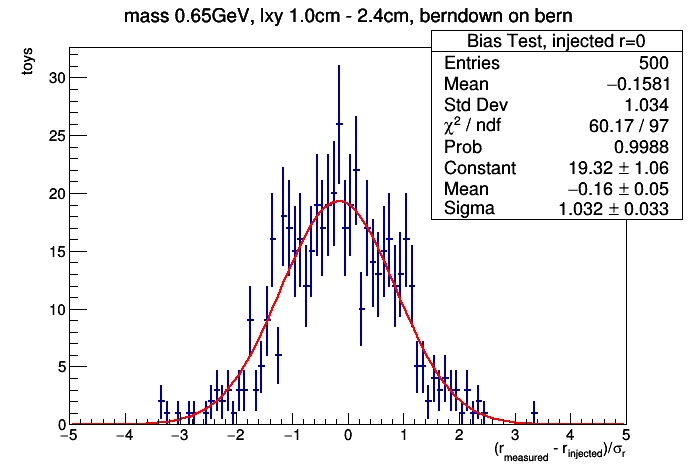 mass 0.65GeV, lxy 1.0cm - 2.4cm, berndown on bern
Bias Test, injected r=0
Entries 500
Mean −0.1581
Std Dev 1.034
χ² / ndf 60.17 / 97
Prob 0.9988
Constant 19.32 ± 1.06
Mean −0.16 ± 0.05
Sigma 1.032 ± 0.033
toys
30
25
20
15
10
5
0
−5 −4 −3 −2 −1 0 1 2 3 4 5
(r_measured - r_injected)/σ_r